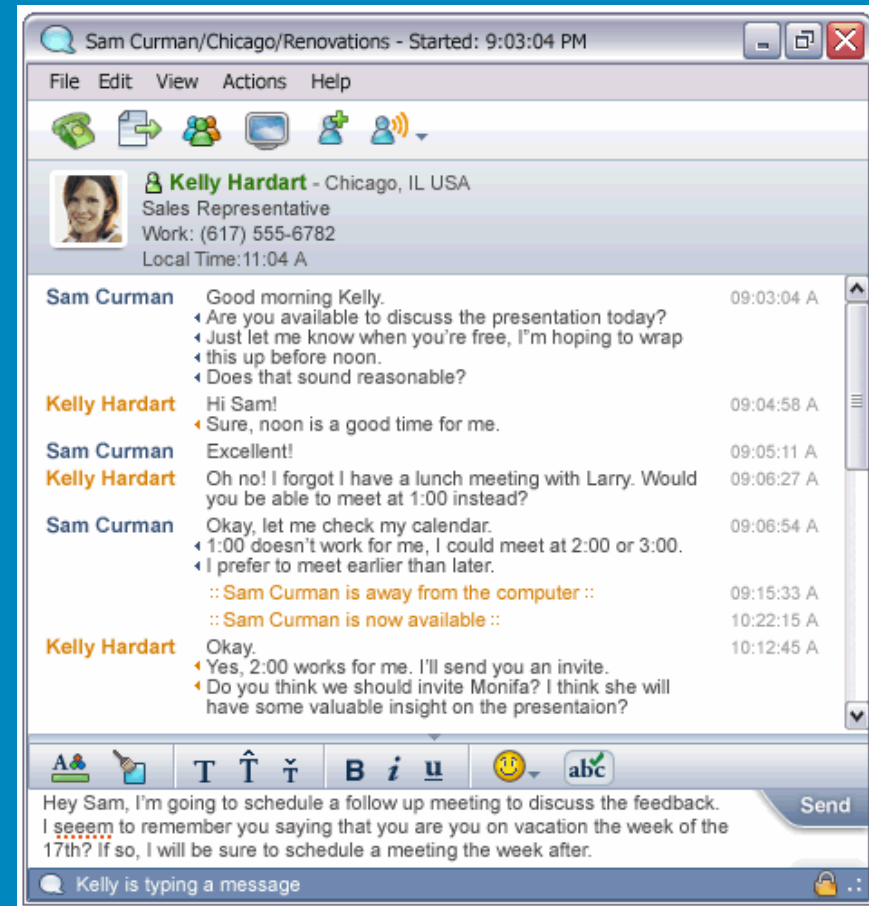 Sam Curman/Chicago/Renovations - Started: 9:03:04 PM
File Edit View Actions Help
Kelly Hardart - Chicago, IL USA
Sales Representative
Work: (617) 555-6782
Local Time:11:04 A
Sam Curman Good morning Kelly. 09:03:04 A
Are you available to discuss the presentation today?
Just let me know when you're free, I"m hoping to wrap
this up before noon.
Does that sound reasonable?
Kelly Hardart Hi Sam! 09:04:58 A
Sure, noon is a good time for me.
Sam Curman Excellent! 09:05:11 A
Kelly Hardart Oh no! I forgot I have a lunch meeting with Larry. Would 09:06:27 A
you be able to meet at 1:00 instead?
Sam Curman Okay, let me check my calendar. 09:06:54 A
1:00 doesn't work for me, I could meet at 2:00 or 3:00.
I prefer to meet earlier than later.
:: Sam Curman is away from the computer :: 09:15:33 A
:: Sam Curman is now available :: 10:22:15 A
Kelly Hardart Okay. 10:12:45 A
Yes, 2:00 works for me. I'll send you an invite.
Do you think we should invite Monifa? I think she will
have some valuable insight on the presentaion?
A T T T B i u abc
Hey Sam, I'm going to schedule a follow up meeting to discuss the feedback. Send
I seeem to remember you saying that you are you on vacation the week of the
17th? If so, I will be sure to schedule a meeting the week after.
Kelly is typing a message